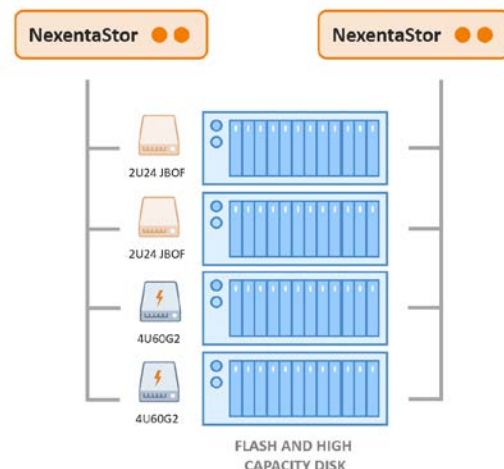 NexentaStor
NexentaStor
2U24 JBOF
2U24 JBOF
4U60G2
4U60G2
FLASH AND HIGH
CAPACITY DISK